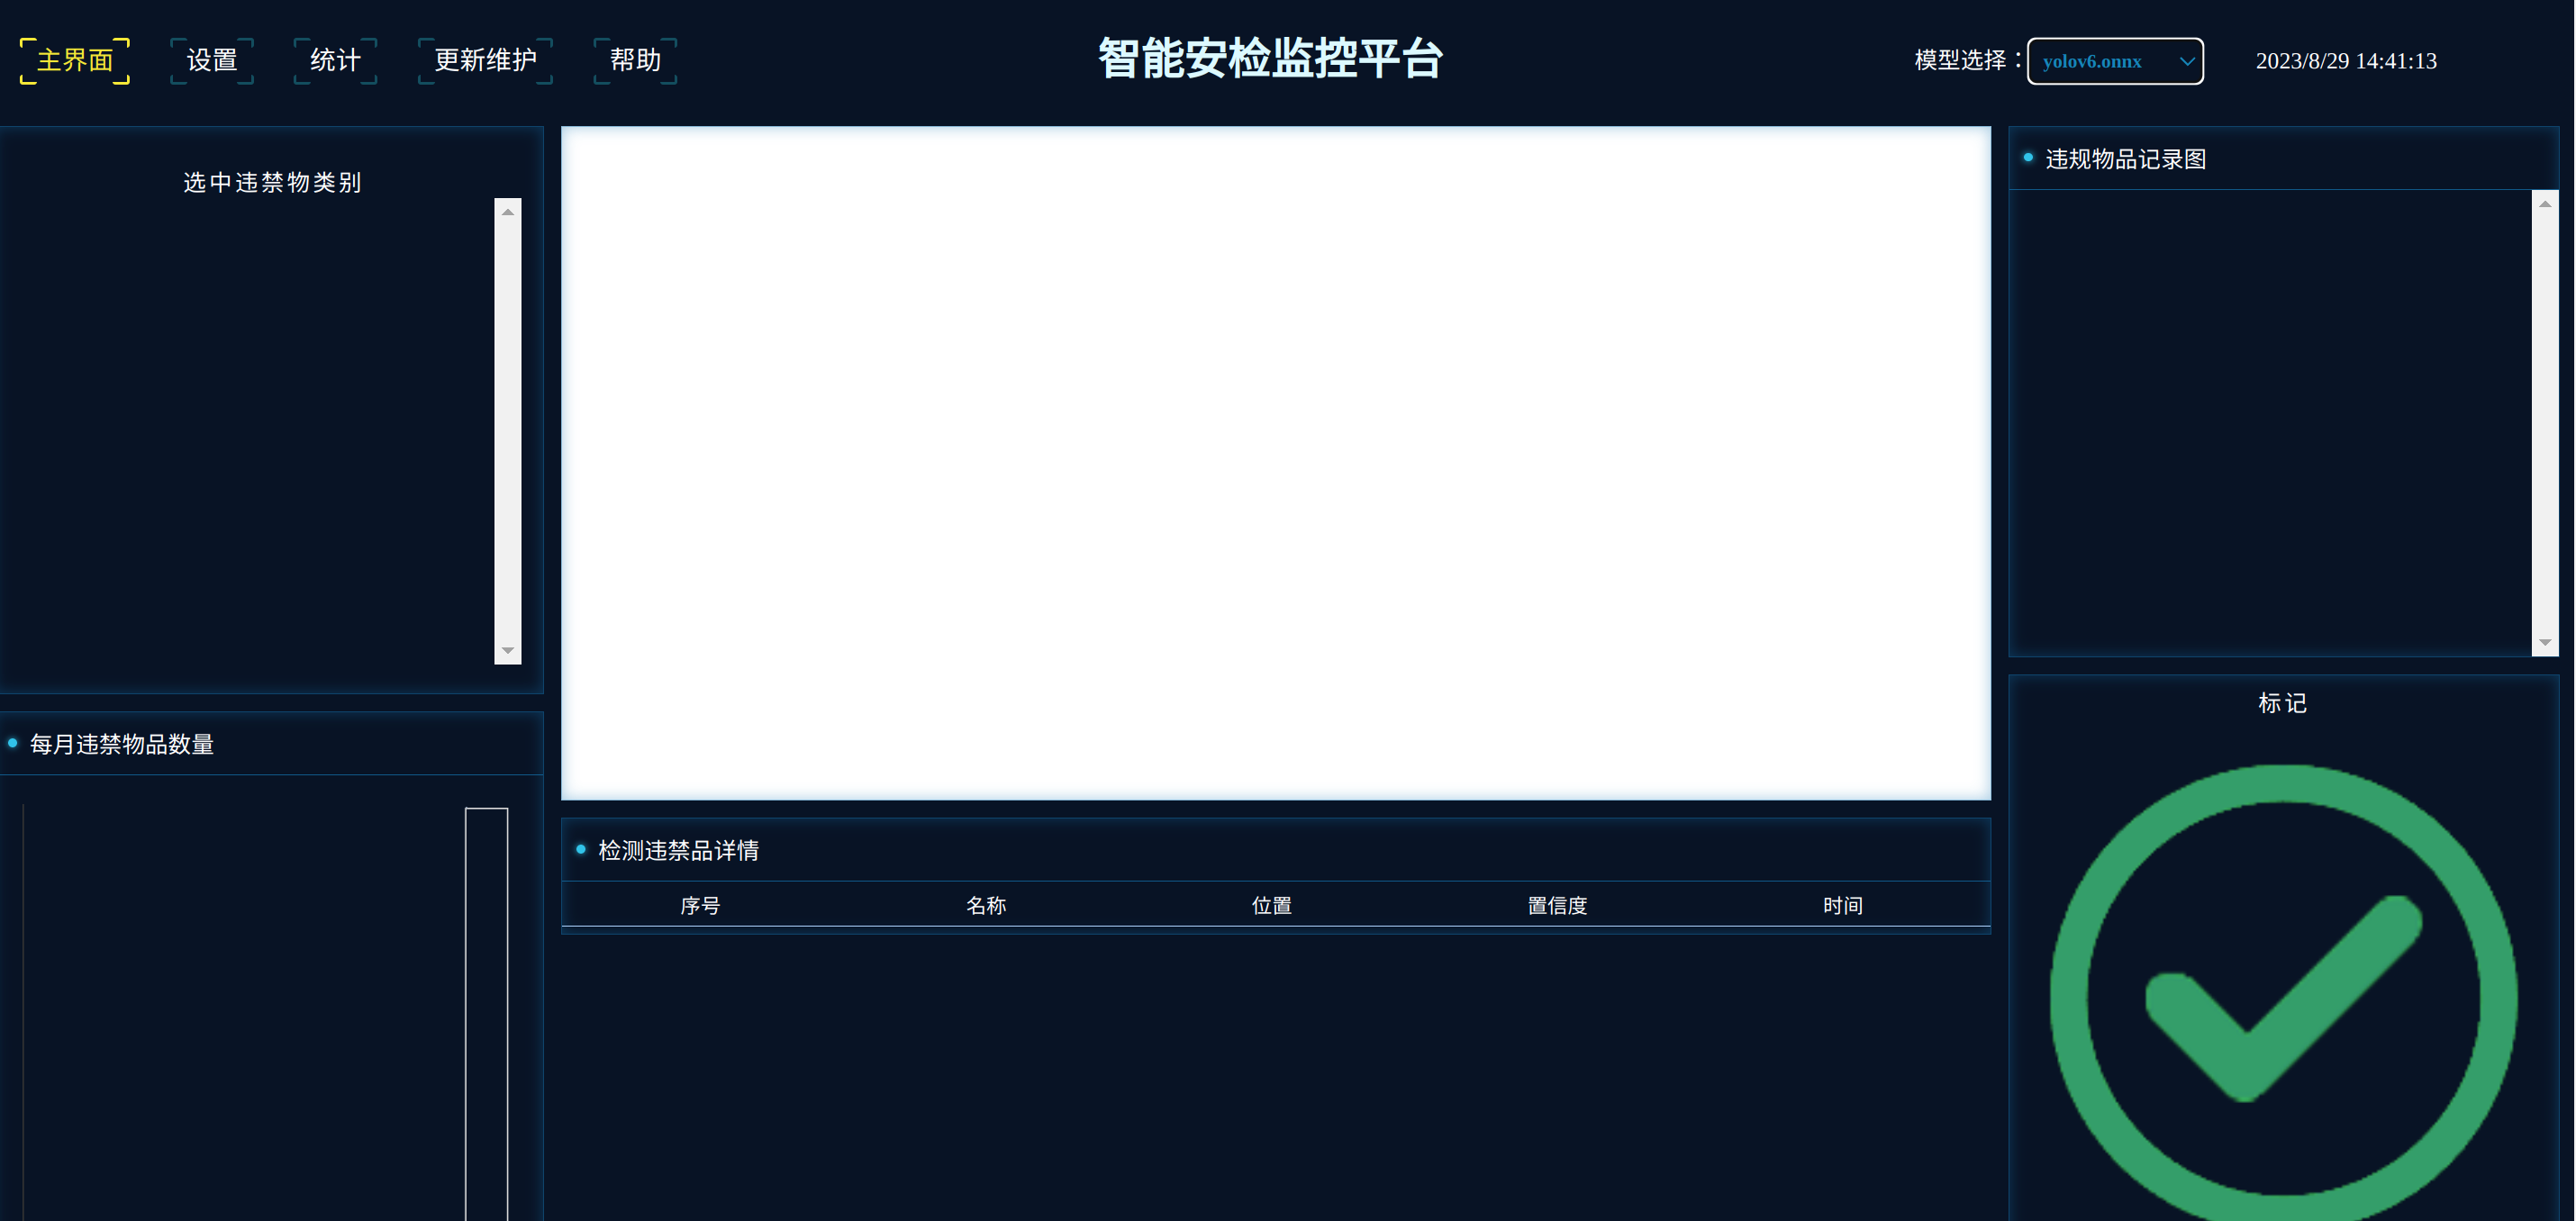 主界面 设置 统计 更新维护 帮助 智能安检监控平台 模型选择： yolov6.onnx 2023/8/29 14:41:13
选中违禁物类别
每月违禁物品数量
检测违禁品详情
序号 名称 位置 置信度 时间
违规物品记录图
标记